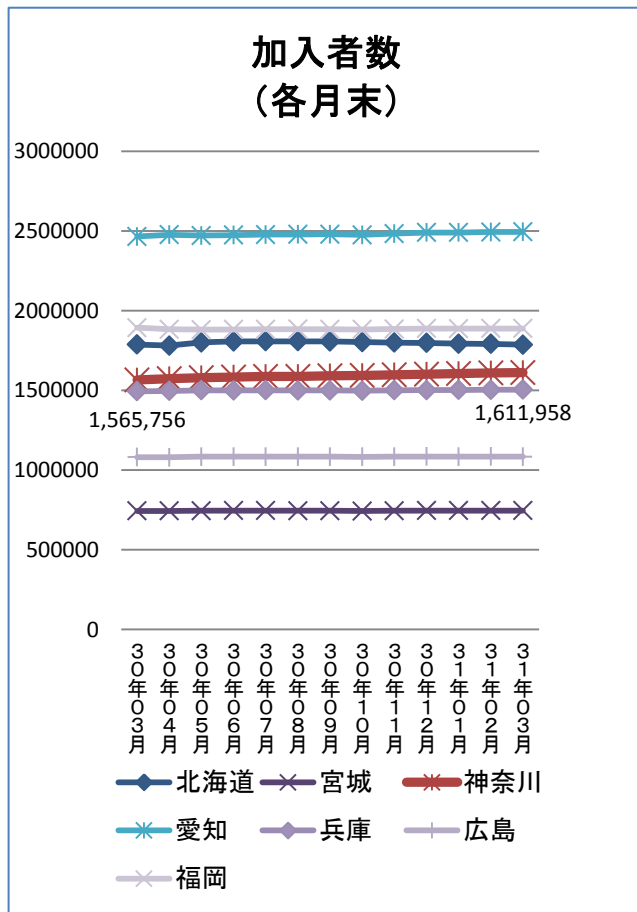 加入者数
（各月末）
3000000
2500000
2000000
1500000
1,565,756
1,611,958
1000000
500000
0
30年03月
30年04月
30年05月
30年06月
30年07月
30年08月
30年09月
30年10月
30年11月
30年12月
31年01月
31年02月
31年03月
北海道 宮城 神奈川
愛知 兵庫 広島
福岡